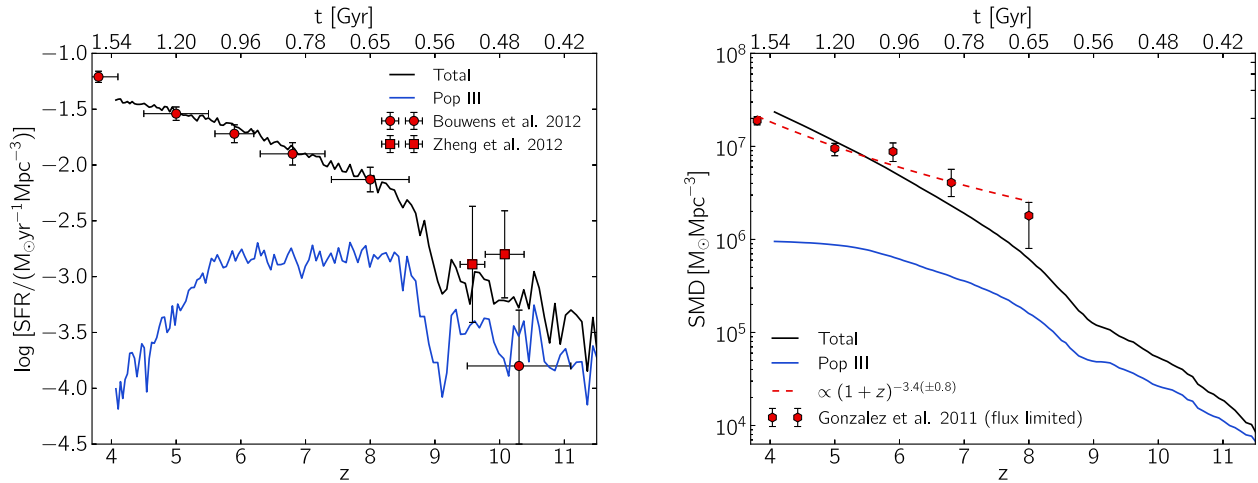 t [Gyr]
1.54 1.20 0.96 0.78 0.65 0.56 0.48 0.42
−1.0
−1.5
−2.0
−2.5
−3.0
−3.5
−4.0
−4.5
log [SFR/(M⊙yr⁻¹Mpc⁻³)]
Total
Pop III
Bouwens et al. 2012
Zheng et al. 2012
4 5 6 7 8 9 10 11
z
t [Gyr]
1.54 1.20 0.96 0.78 0.65 0.56 0.48 0.42
10⁸
10⁷
10⁶
10⁵
10⁴
SMD [M⊙Mpc⁻³]
Total
Pop III
∝ (1 + z)⁻³·⁴⁽±⁰·⁸⁾
Gonzalez et al. 2011 (flux limited)
4 5 6 7 8 9 10 11
z